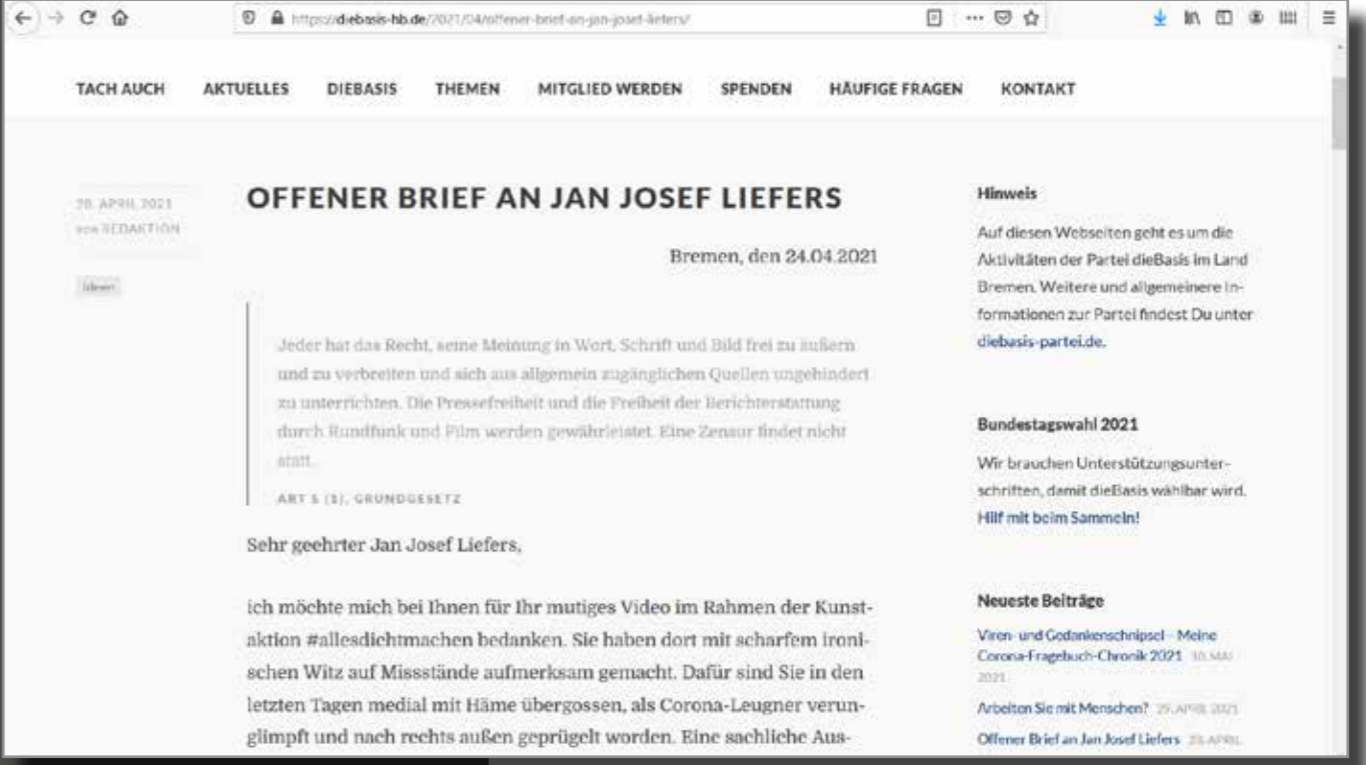 https://diebasis-hb.de/2021/04/offener-brief-an-jan-josef-liefers/
TACH AUCH AKTUELLES DIEBASIS THEMEN MITGLIED WERDEN SPENDEN HÄUFIGE FRAGEN KONTAKT
APRIL 2021
von REDAKTION
Ideen
OFFENER BRIEF AN JAN JOSEF LIEFERS
Bremen, den 24.04.2021
Jeder hat das Recht, seine Meinung in Wort, Schrift und Bild frei zu äußern
und zu verbreiten und sich aus allgemein zugänglichen Quellen ungehindert
zu unterrichten. Die Pressefreiheit und die Freiheit der Berichterstattung
durch Rundfunk und Film werden gewährleistet. Eine Zensur findet nicht
statt.
ART 5 (1), GRUNDGESETZ
Sehr geehrter Jan Josef Liefers,
ich möchte mich bei Ihnen für Ihr mutiges Video im Rahmen der Kunst-
aktion #allesdichtmachen bedanken. Sie haben dort mit scharfem ironi-
schen Witz auf Missstände aufmerksam gemacht. Dafür sind Sie in den
letzten Tagen medial mit Häme übergossen, als Corona-Leugner verun-
glimpft und nach rechts außen geprügelt worden. Eine sachliche Aus-
Hinweis
Auf diesen Webseiten geht es um die
Aktivitäten der Partei dieBasis im Land
Bremen. Weitere und allgemeinere In-
formationen zur Partei findest Du unter
diebasis-partei.de.
Bundestagswahl 2021
Wir brauchen Unterstützungsunter-
schriften, damit dieBasis wählbar wird.
Hilf mit beim Sammeln!
Neueste Beiträge
Viren- und Gedankenschnipsel – Meine
Corona-Fragebuch-Chronik 2021 10. MAI
2021
Arbeiten Sie mit Menschen? 29. APRIL 2021
Offener Brief an Jan Josef Liefers 28. APRIL